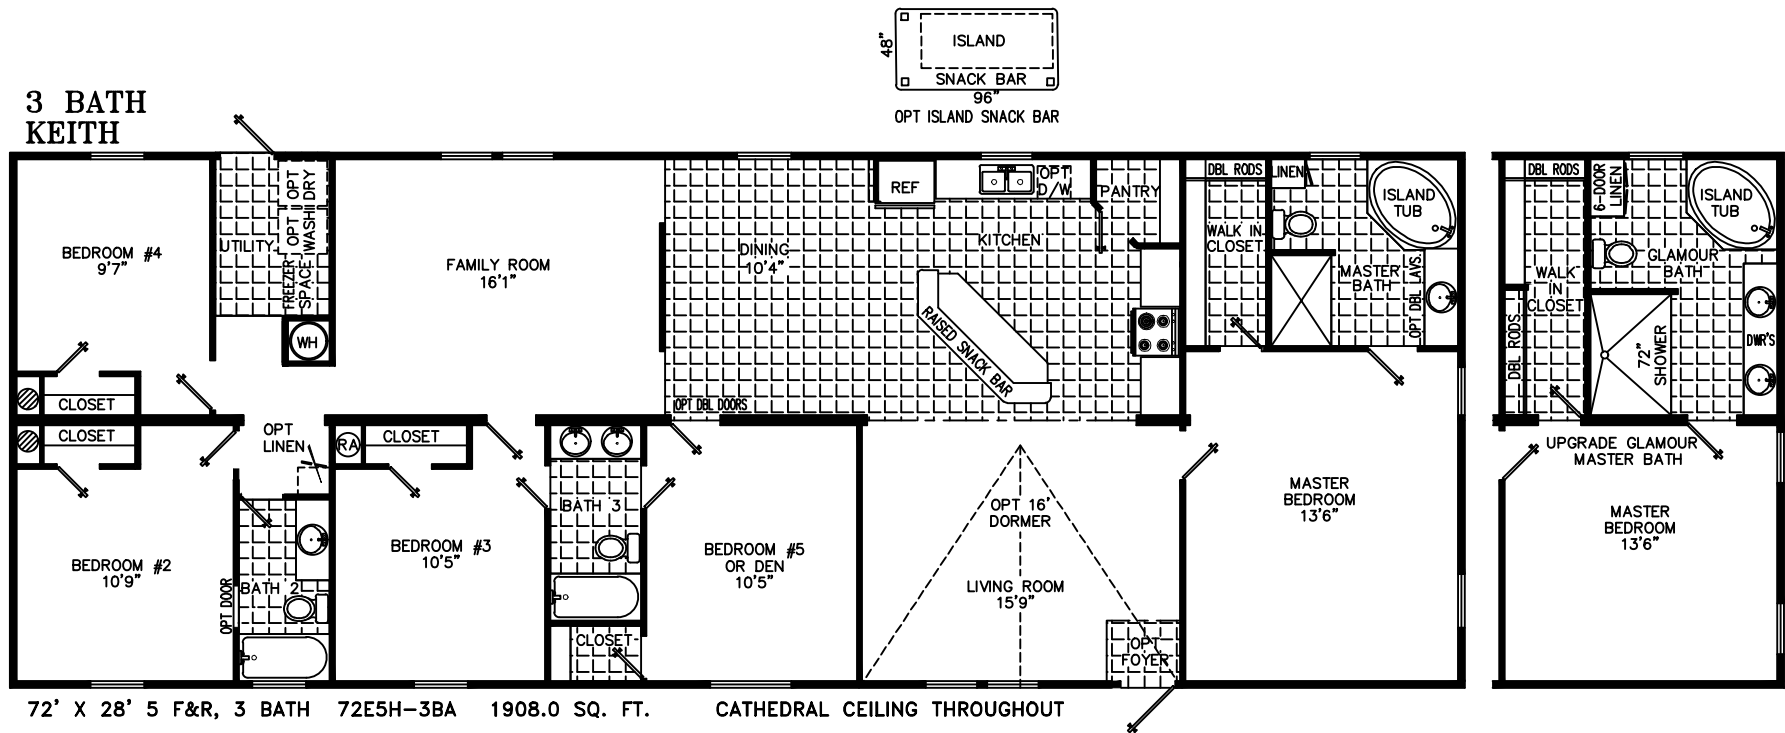 ISLAND
48"
SNACK BAR
96"
OPT ISLAND SNACK BAR
3 BATH
KEITH
BEDROOM #4
9'7"
UTILITY
OPT
DRY
OPT
WASH
FREEZER
SPACE
WH
FAMILY ROOM
16'1"
DINING
10'4"
REF
OPT
D/W
KITCHEN
PANTRY
RAISED SNACK BAR
OPT DBL DOORS
DBL RODS
WALK IN
CLOSET
LINEN
ISLAND
TUB
MASTER
BATH
OPT DBL LAVS.
DBL RODS
6-DOOR
LINEN
ISLAND
TUB
GLAMOUR
BATH
WALK
IN
CLOSET
DBL RODS
72"
SHOWER
DWR'S
UPGRADE GLAMOUR
MASTER BATH
MASTER
BEDROOM
13'6"
CLOSET
CLOSET
OPT
LINEN
RA
CLOSET
BEDROOM #2
10'9"
OPT DOOR
BATH 2
BEDROOM #3
10'5"
BATH 3
CLOSET
BEDROOM #5
OR DEN
10'5"
OPT 16'
DORMER
LIVING ROOM
15'9"
OPT
FOYER
MASTER
BEDROOM
13'6"
72' X 28' 5 F&R, 3 BATH 72E5H-3BA 1908.0 SQ. FT. CATHEDRAL CEILING THROUGHOUT